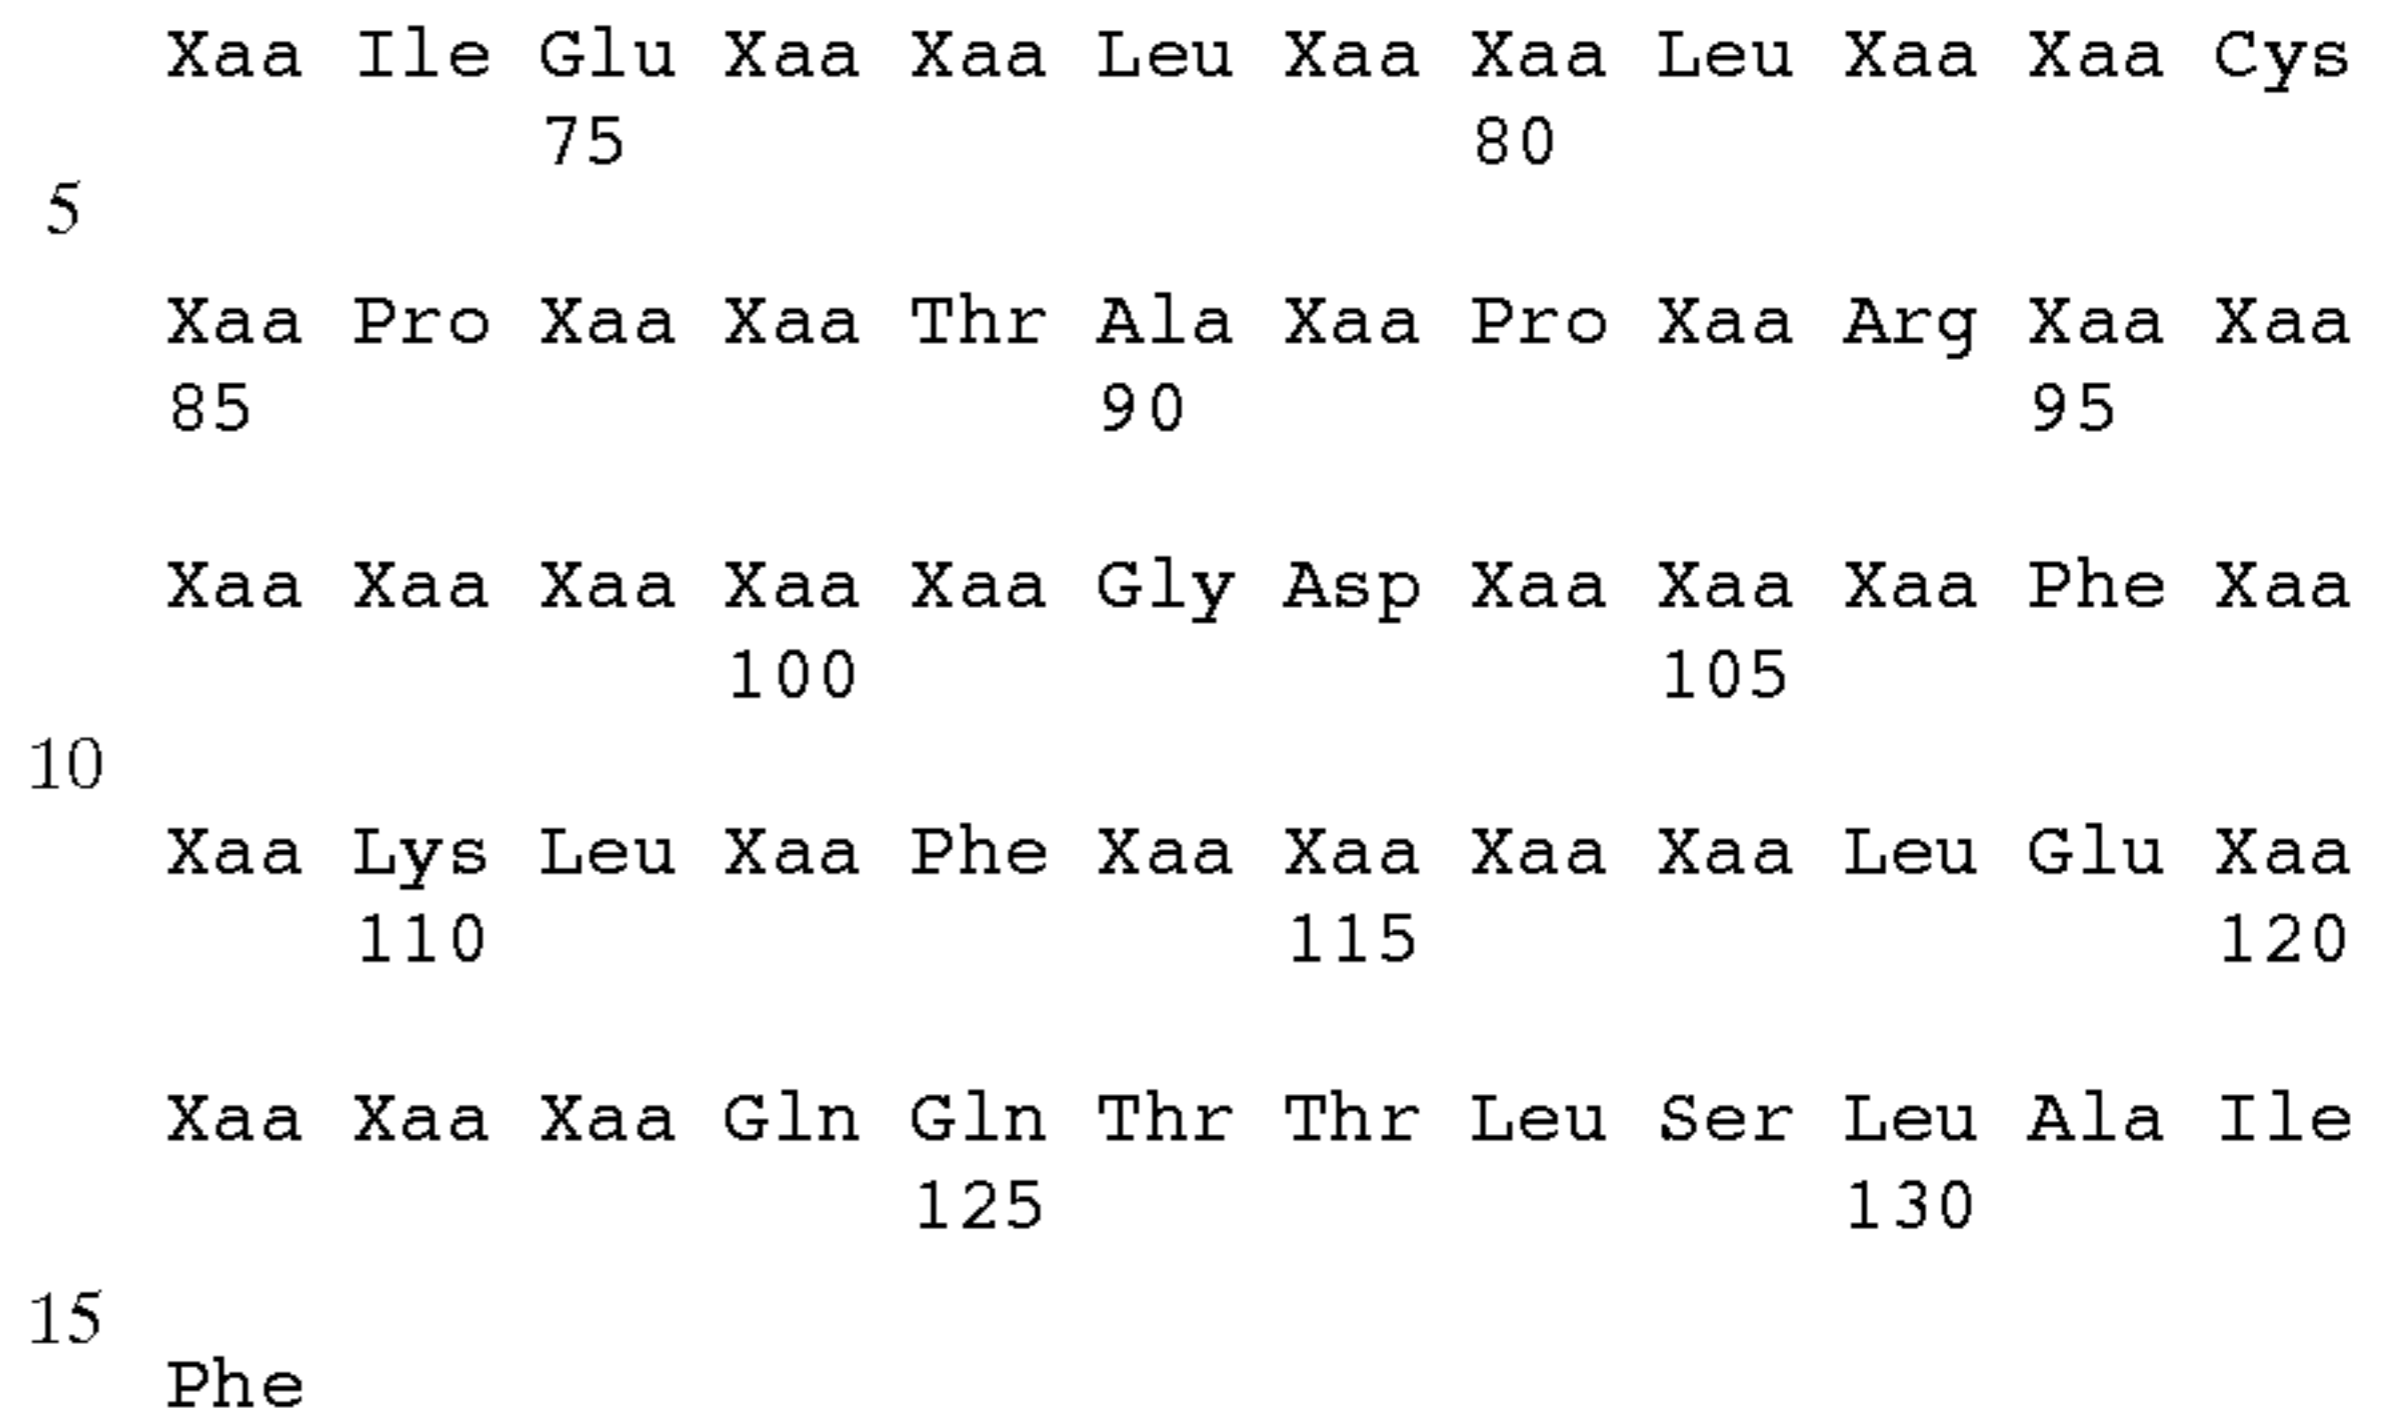 Xaa Ile Glu Xaa Xaa Leu Xaa Xaa Leu Xaa Xaa Cys
75 80
5
Xaa Pro Xaa Xaa Thr Ala Xaa Pro Xaa Arg Xaa Xaa
85 90 95
Xaa Xaa Xaa Xaa Xaa Gly Asp Xaa Xaa Xaa Phe Xaa
100 105
10
Xaa Lys Leu Xaa Phe Xaa Xaa Xaa Xaa Leu Glu Xaa
110 115 120
Xaa Xaa Xaa Gln Gln Thr Thr Leu Ser Leu Ala Ile
125 130
15
Phe